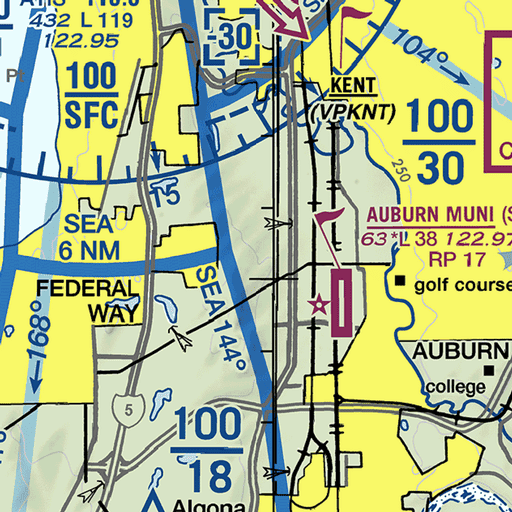 432 L 119
122.95
100
SFC
-30
KENT
(VPKNT)
104°
100
30
250
T5
SEA
6 NM
AUBURN MUNI (S
63 *L 38 122.97
RP 17
golf course
FEDERAL
WAY
SEA 144°
168°
AUBURN
college
5
100
18
Algona